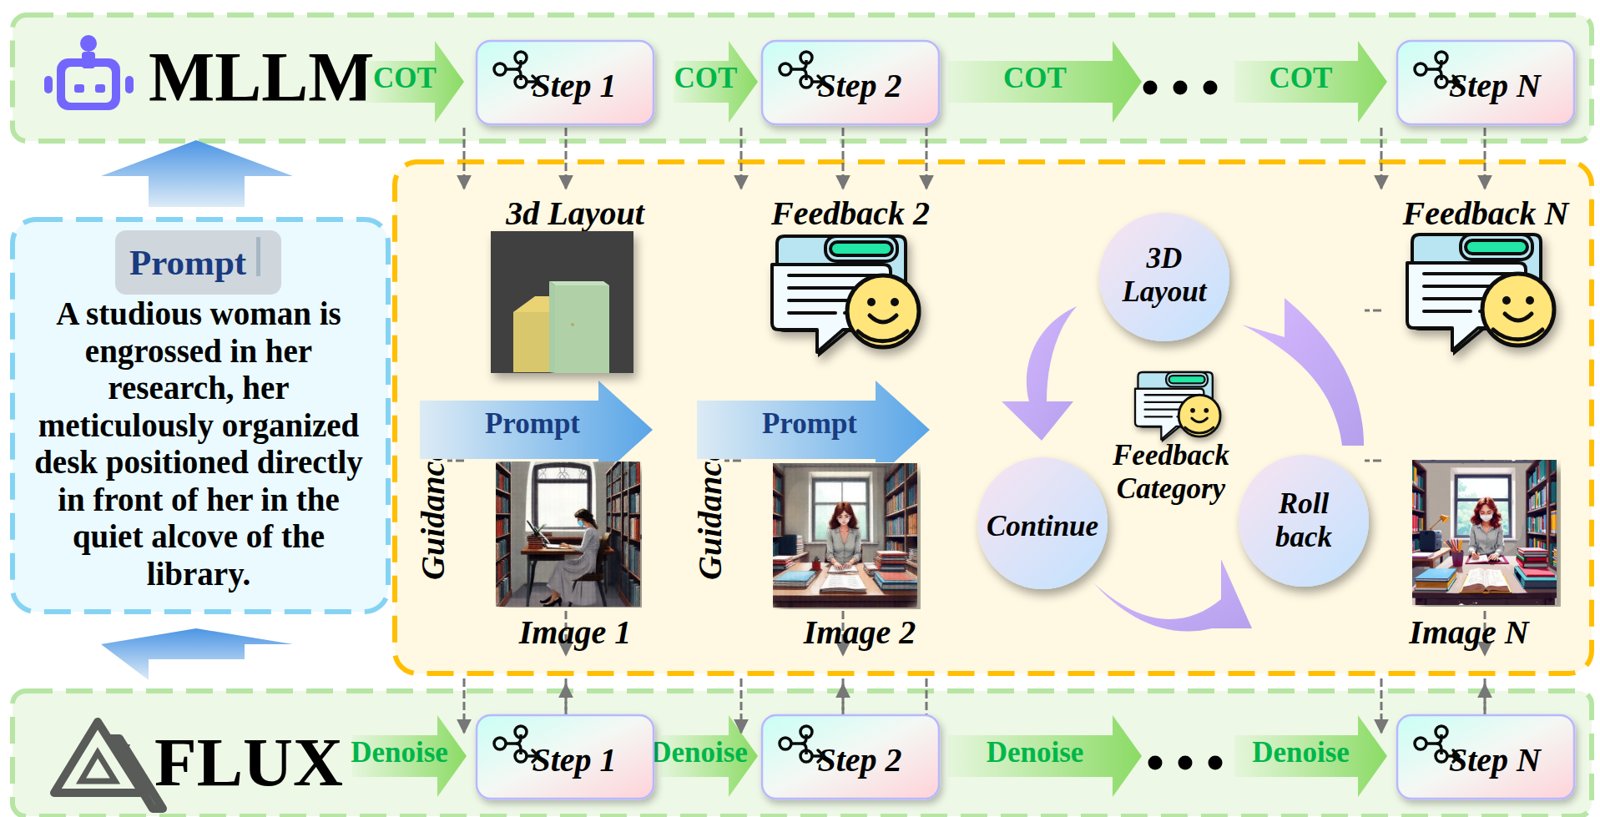 MLLM
COT
Step 1
COT
Step 2
COT
COT
Step N
Prompt
A studious woman is
engrossed in her
research, her
meticulously organized
desk positioned directly
in front of her in the
quiet alcove of the
library.
3d Layout
Feedback 2
Feedback N
3D
Layout
Feedback
Category
Continue
Roll
back
Prompt
Prompt
Guidance
Guidance
Image 1
Image 2
Image N
FLUX
Denoise
Step 1
Denoise
Step 2
Denoise
Denoise
Step N